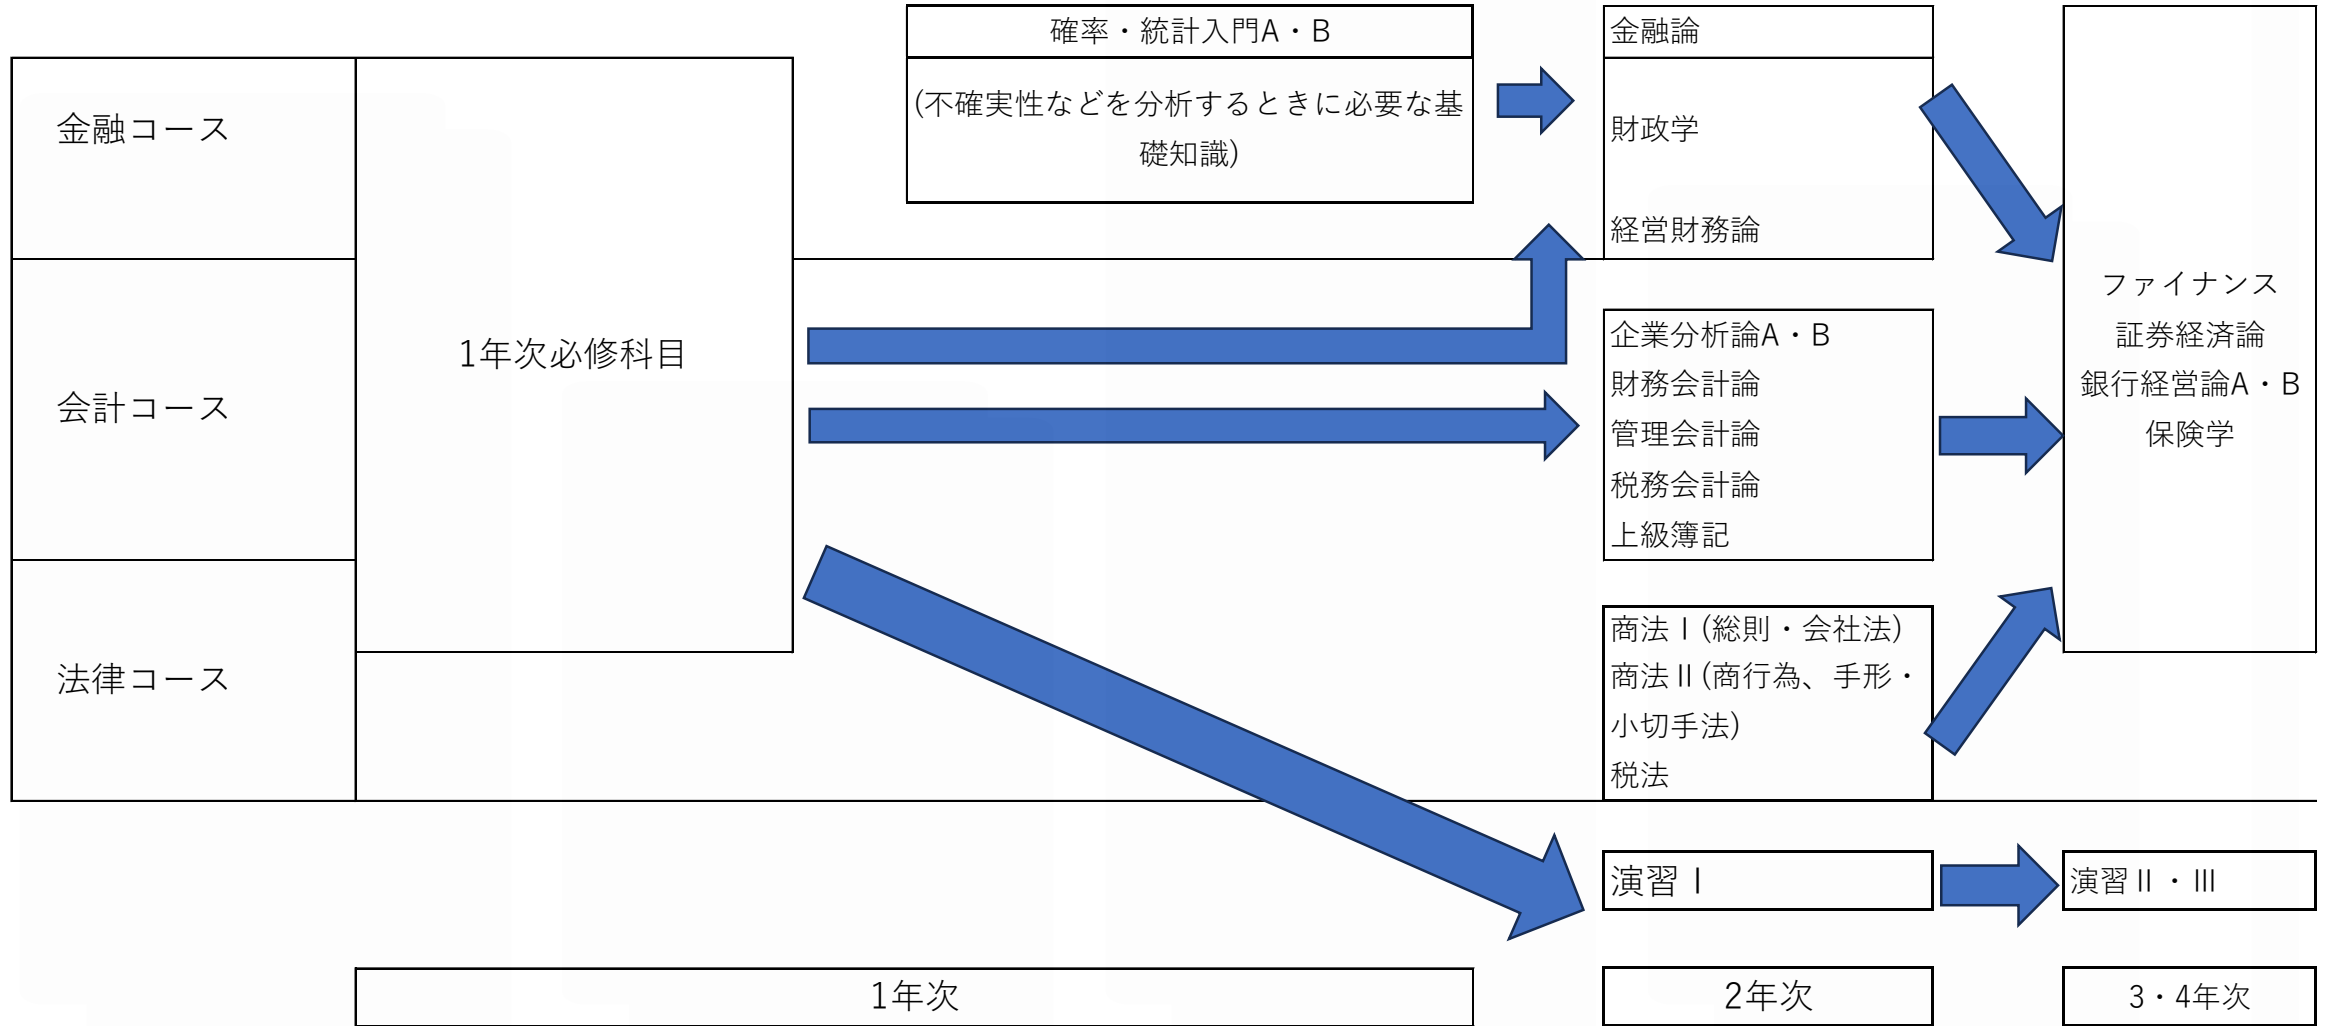 確率・統計入門A・B
(不確実性などを分析するときに必要な基
礎知識)
金融論
財政学
経営財務論
金融コース
会計コース
法律コース
1年次必修科目
企業分析論A・B
財務会計論
管理会計論
税務会計論
上級簿記
商法Ⅰ(総則・会社法)
商法Ⅱ(商行為、手形・
小切手法)
税法
ファイナンス
証券経済論
銀行経営論A・B
保険学
演習Ⅰ
演習Ⅱ・Ⅲ
1年次
2年次
3・4年次